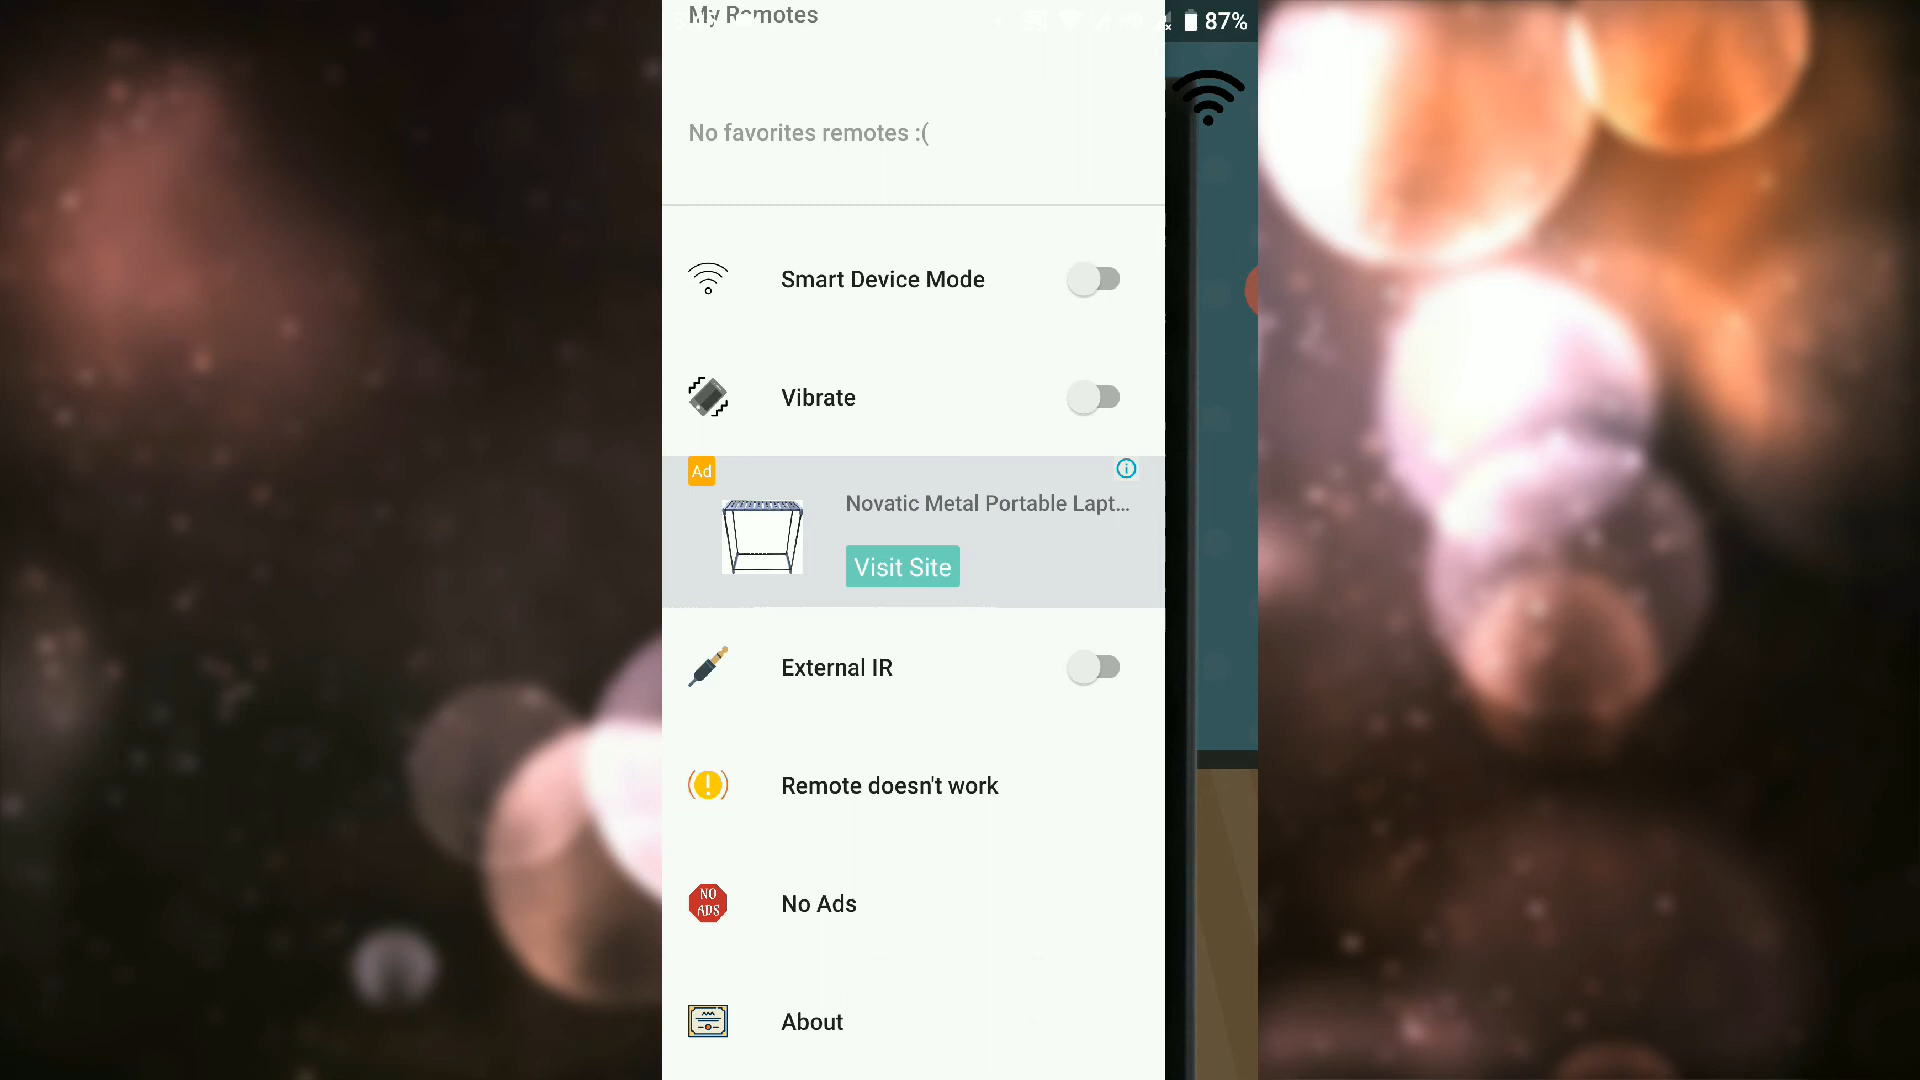 My Remotes
87%
No favorites remotes :(
Smart Device Mode
Vibrate
Ad
Novatic Metal Portable Lapt...
Visit Site
External IR
Remote doesn't work
NO
ADS
No Ads
About